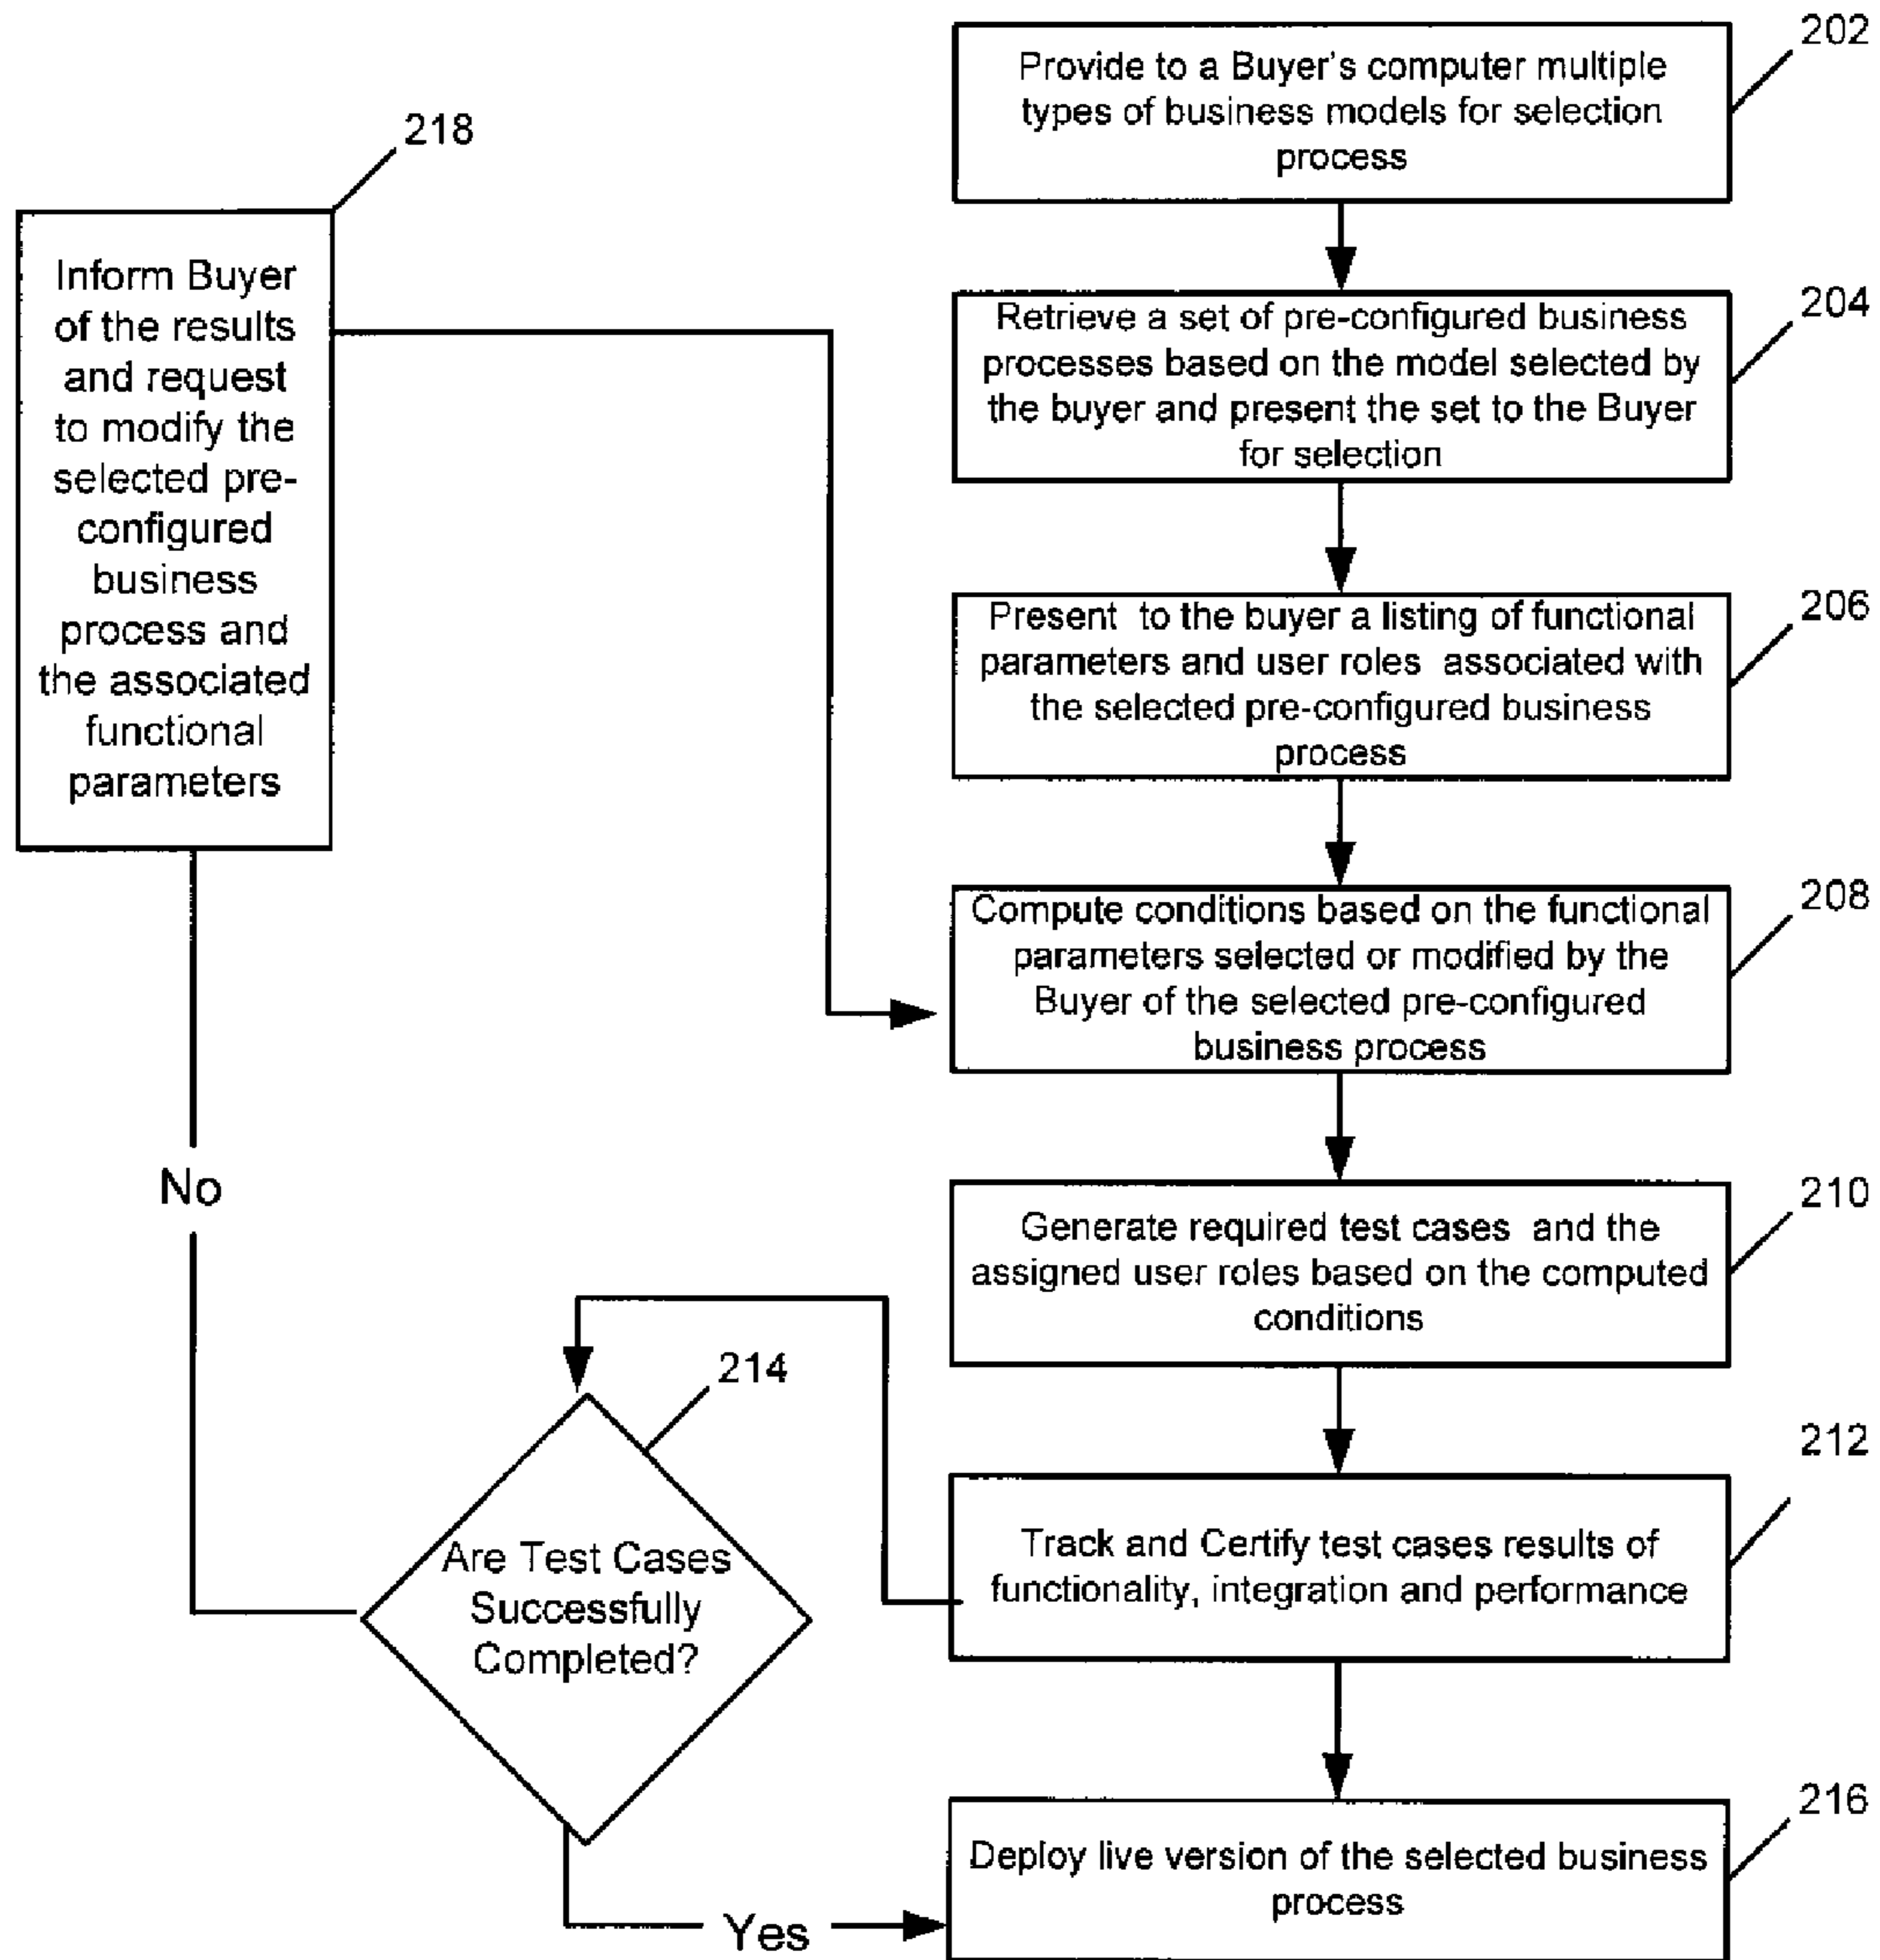 202
Provide to a Buyer's computer multiple
types of business models for selection
process
218
204
Retrieve a set of pre-configured business
processes based on the model selected by
the buyer and present the set to the Buyer
for selection
Inform Buyer
of the results
and request
to modify the
selected pre-
configured
business
process and
the associated
functional
parameters
206
Present to the buyer a listing of functional
parameters and user roles associated with
the selected pre-configured business
process
208
Compute conditions based on the functional
parameters selected or modified by the
Buyer of the selected pre-configured
business process
No
210
Generate required test cases and the
assigned user roles based on the computed
conditions
214
212
Are Test Cases
Successfully
Completed?
Track and Certify test cases results of
functionality, integration and performance
216
Deploy live version of the selected business
process
Yes